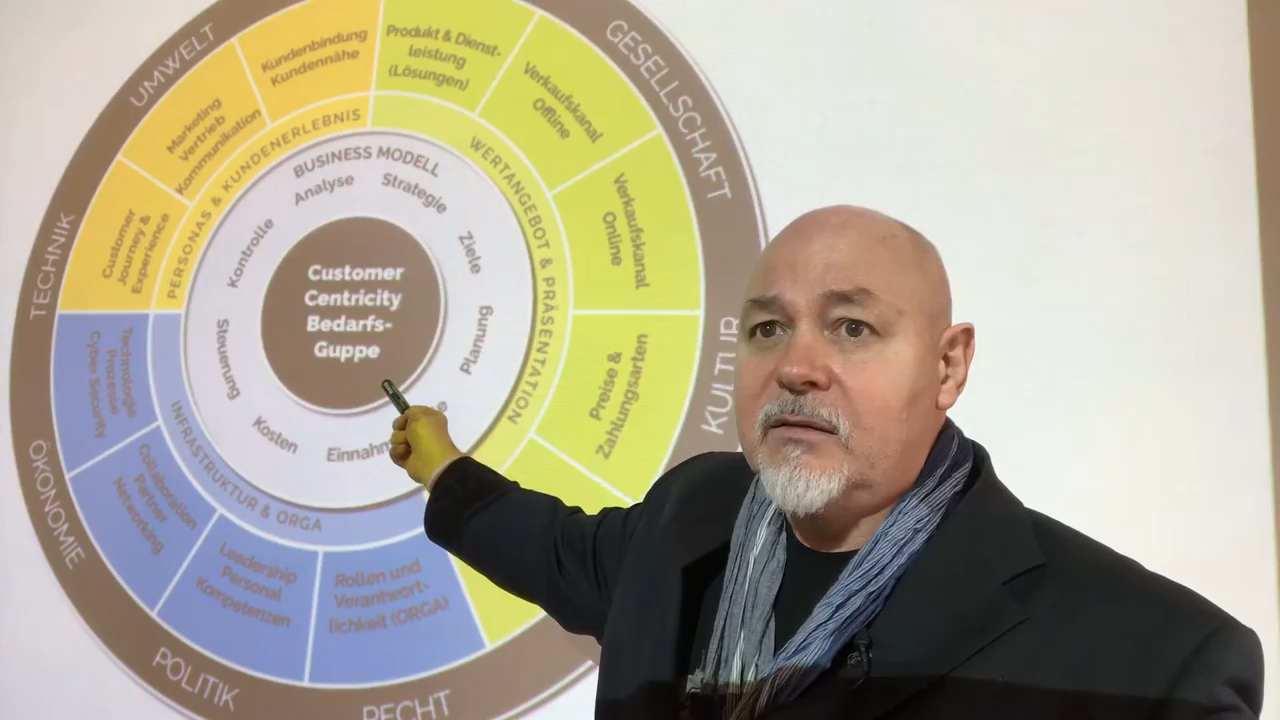 UMWELT
GESELLSCHAFT
TECHNIK
KULTUR
ÖKONOMIE
POLITIK
RECHT
Kundenbindung
Kundennähe
Produkt & Dienst-
leistung
(Lösungen)
Verkaufskanal
Offline
Verkaufskanal
Online
Preise &
Zahlungsarten
Marketing
Vertrieb
Kommunikation
Customer
Journey &
Experience
Technologie
Prozesse
Cyber Security
Collaboration
Partner
Networking
Leadership
Personal
Kompetenzen
Rollen und
Verantwort-
lichkeit (ORGA)
PERSONAS & KUNDENERLEBNIS
WERTANGEBOT & PRÄSENTATION
INFRASTRUKTUR & ORGA
BUSINESS MODELL
Analyse
Strategie
Ziele
Planung
Einnahm
Kosten
Steuerung
Kontrolle
Customer
Centricity
Bedarfs-
Guppe